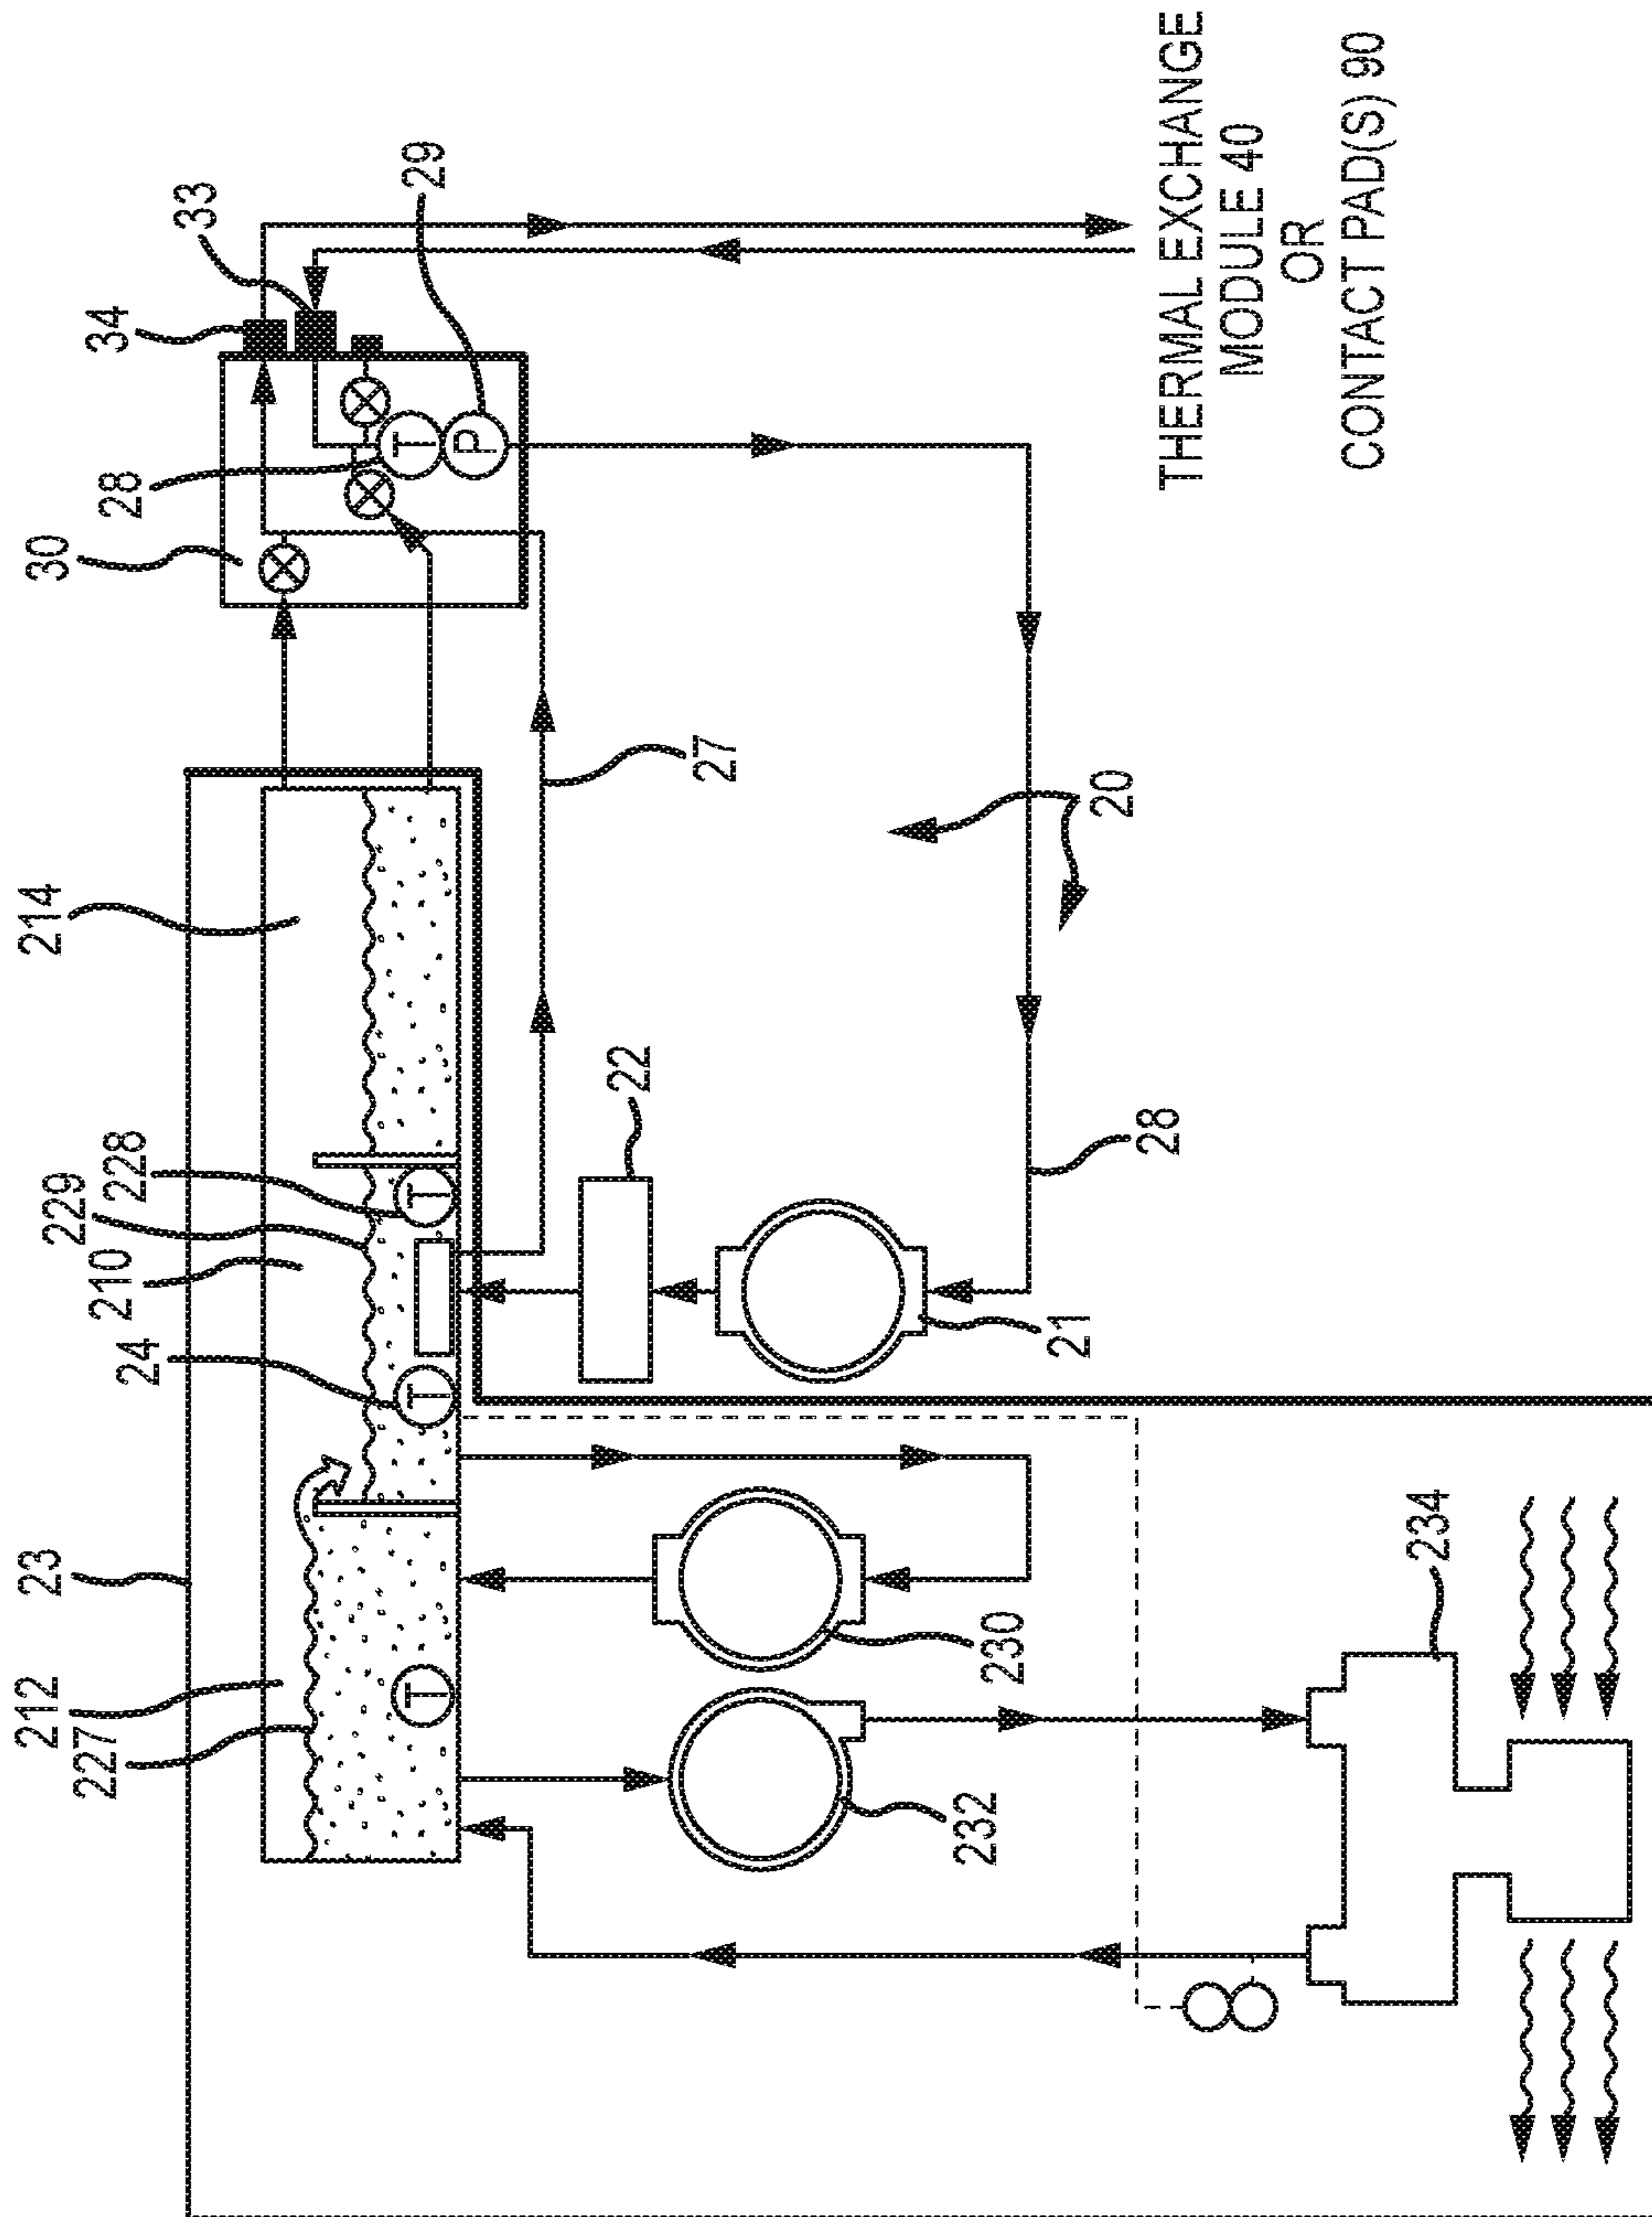 212
23
214
30
229
227
34
210
28
228
24
33
T
T
T
T
29
P
22
27
232
230
21
20
28
THERMAL EXCHANGE
MODULE 40
OR
CONTACT PAD(S) 90
234